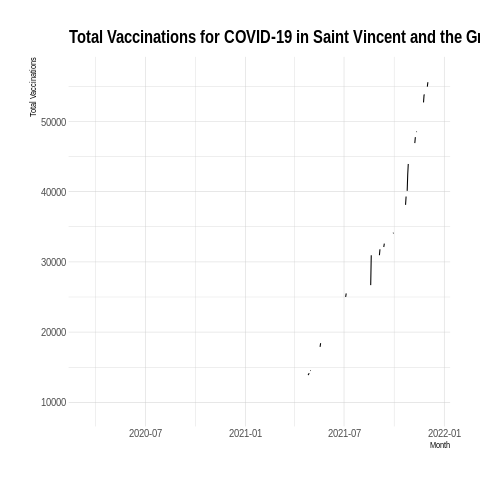 Total Vaccinations for COVID-19 in Saint Vincent and the Gr
Total Vaccinations
50000
40000
30000
20000
10000
2020-07 2021-01 2021-07 2022-01
Month